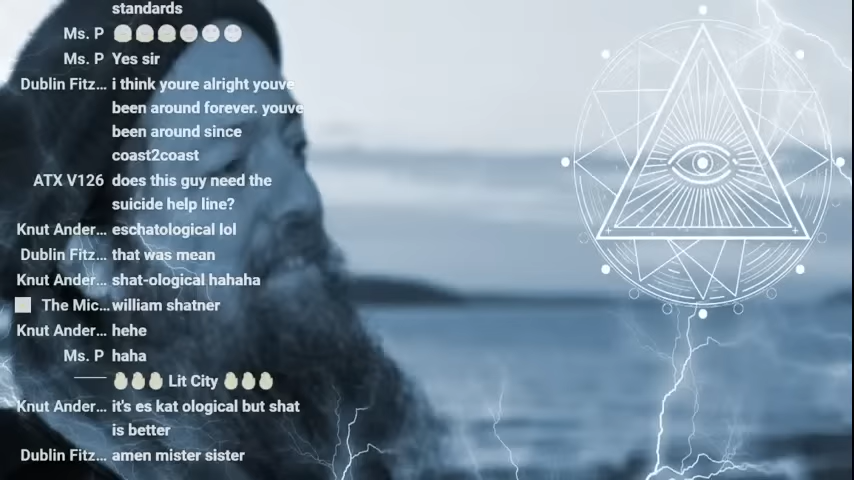 standards
Ms. P
Ms. P Yes sir
Dublin Fitz... i think youre alright youve
been around forever. youve
been around since
coast2coast
ATX V126 does this guy need the
suicide help line?
Knut Ander... eschatological lol
Dublin Fitz... that was mean
Knut Ander... shat-ological hahaha
The Mic... william shatner
Knut Ander... hehe
Ms. P haha
Lit City
Knut Ander... it's es kat ological but shat
is better
Dublin Fitz... amen mister sister